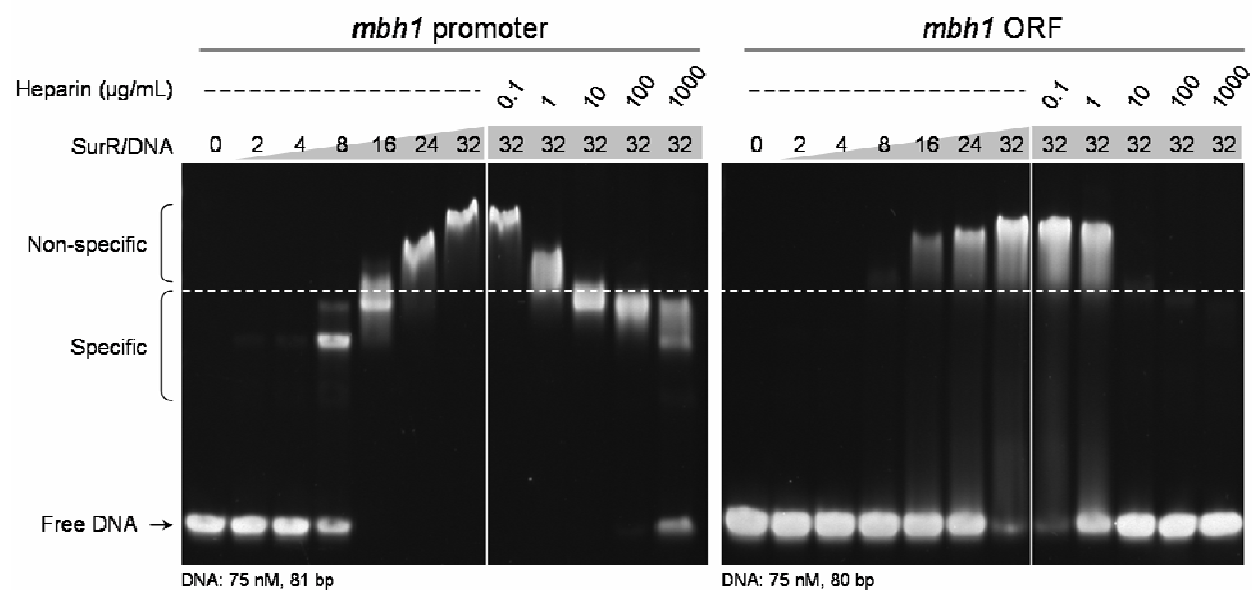 mbh1 promoter mbh1 ORF
Heparin (µg/mL) 0.1 1 10 100 1000 0.1 1 10 100 1000
SurR/DNA 0 2 4 8 16 24 32 32 32 32 32 32 0 2 4 8 16 24 32 32 32 32 32 32
Non-specific
Specific
Free DNA →
DNA: 75 nM, 81 bp DNA: 75 nM, 80 bp